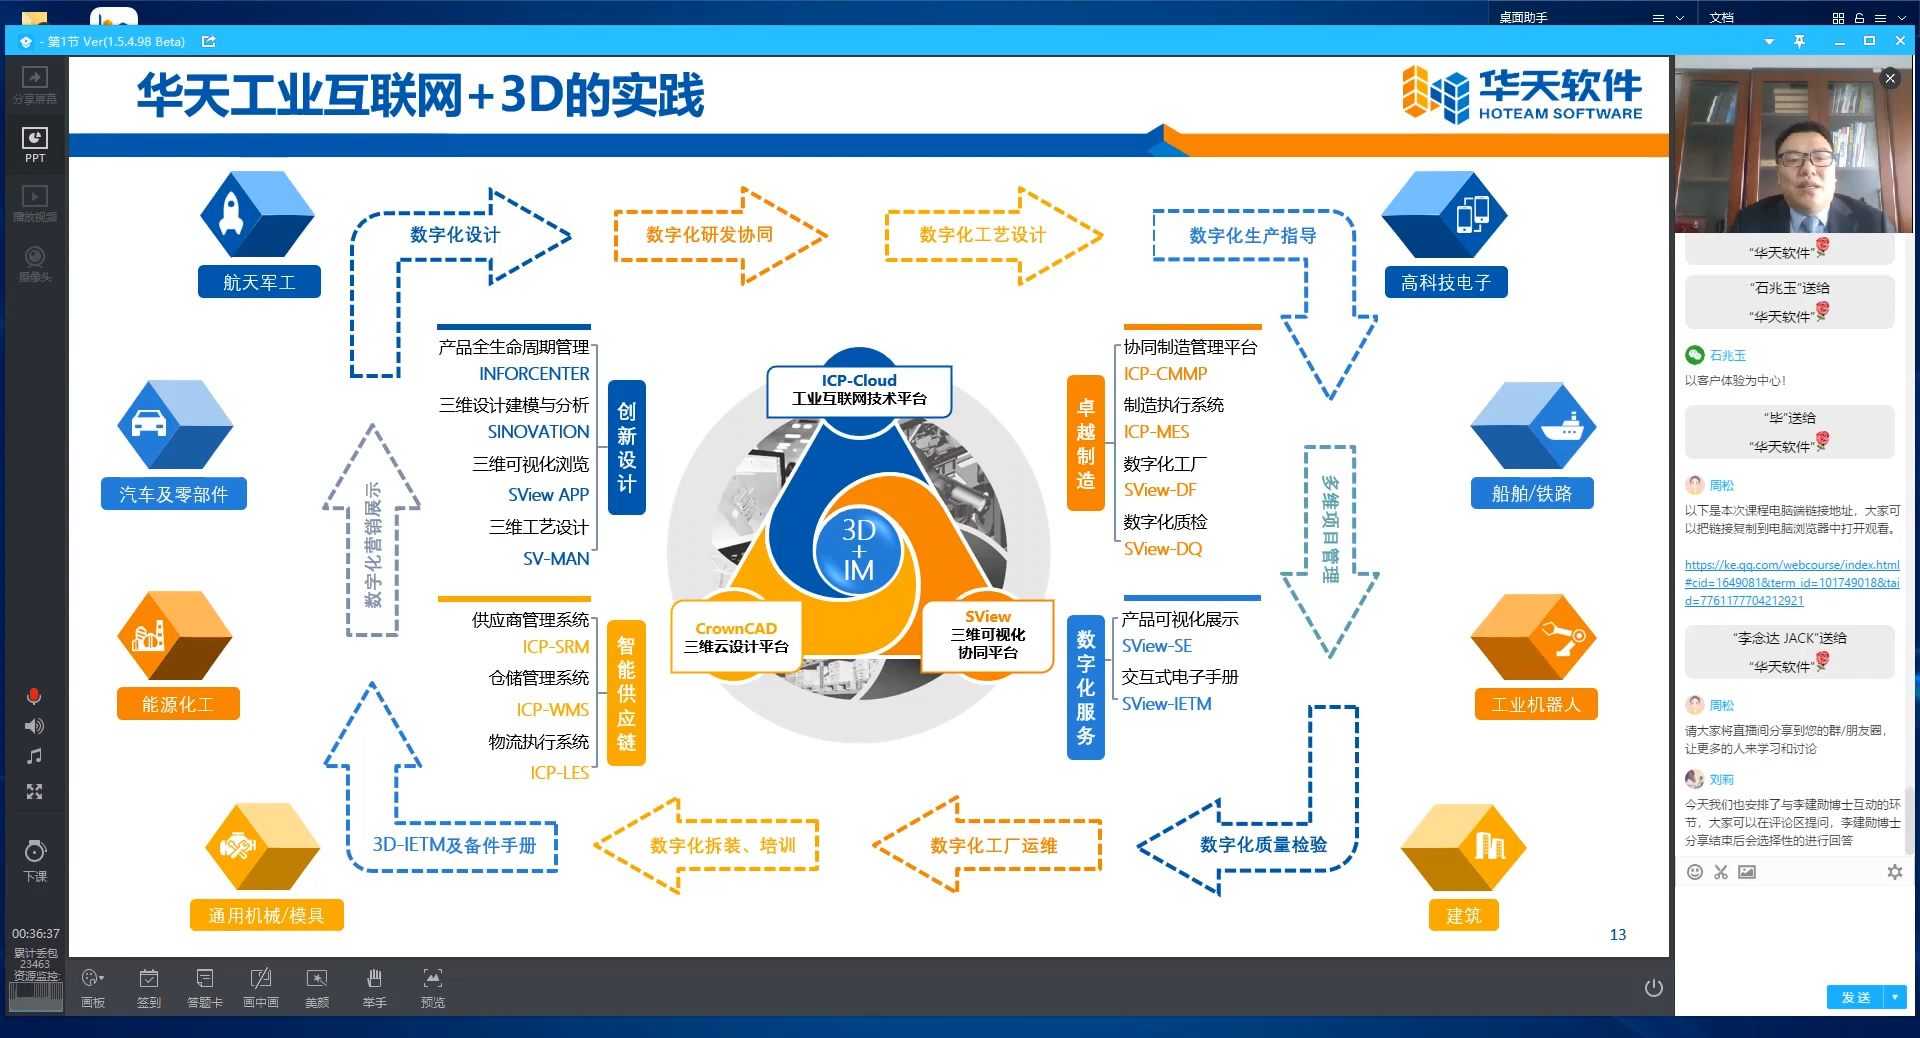 桌面助手
文档
- 第1节 Ver(1.5.4.98 Beta)
分享屏幕
PPT
播放视频
摄像头
下课
00:36:37
累计丢包
23463
资源监控:
华天工业互联网+3D的实践
华天软件
HOTEAM SOFTWARE
航天军工
数字化设计
数字化研发协同
数字化工艺设计
数字化生产指导
高科技电子
汽车及零部件
能源化工
通用机械/模具
船舶/铁路
工业机器人
建筑
数字化营销展示
多维项目管理
产品全生命周期管理
INFORCENTER
三维设计建模与分析
SINOVATION
三维可视化浏览
SView APP
三维工艺设计
SV-MAN
创新设计
供应商管理系统
ICP-SRM
仓储管理系统
ICP-WMS
物流执行系统
ICP-LES
智能供应链
ICP-Cloud
工业互联网技术平台
3D
+
IM
CrownCAD
三维云设计平台
SView
三维可视化
协同平台
卓越制造
协同制造管理平台
ICP-CMMP
制造执行系统
ICP-MES
数字化工厂
SView-DF
数字化质检
SView-DQ
数字化服务
产品可视化展示
SView-SE
交互式电子手册
SView-IETM
3D-IETM及备件手册
数字化拆装、培训
数字化工厂运维
数字化质量检验
13
画板
签到
答题卡
画中画
美颜
举手
预览
“华天软件”
“石兆玉”送给
“华天软件”
石兆玉
以客户体验为中心！
“毕”送给
“华天软件”
周松
以下是本次课程电脑端链接地址，大家可
以把链接复制到电脑浏览器中打开观看。
https://ke.qq.com/webcourse/index.html
#cid=1649081&term_id=101749018&tai
d=7761177704212921
“李念达 JACK”送给
“华天软件”
周松
请大家将直播间分享到您的群/朋友圈，
让更多的人来学习和讨论
刘莉
今天我们也安排了与李建勋博士互动的环
节，大家可以在评论区提问，李建勋博士
分享结束后会选择性的进行回答
发送